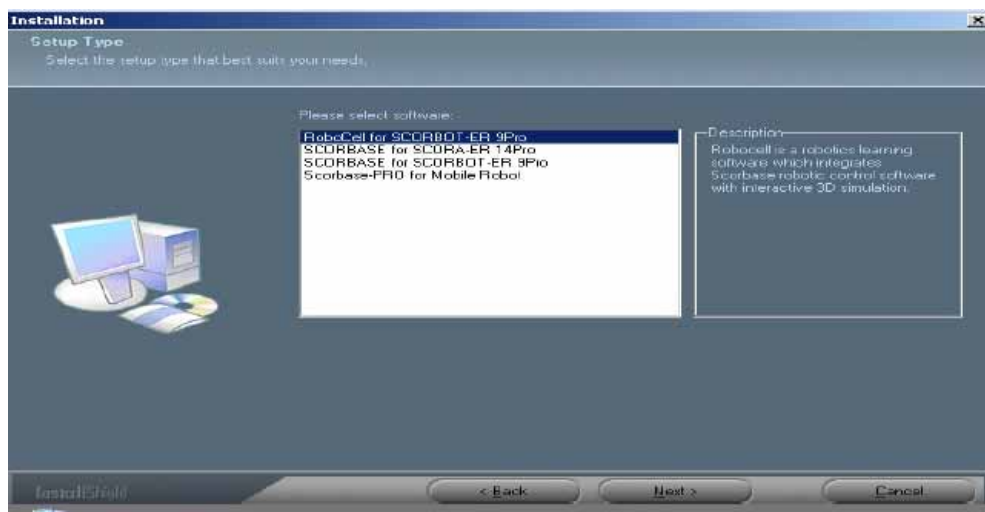 Installation
Setup Type
Select the setup type that best suits your needs.
Please select software:
RoboCell for SCORBOT-ER 9Pro
SCORBASE for SCORA-ER 14Pro
SCORBASE for SCORBOT-ER 9Pro
Scorbase-PRO for Mobile Robot
Description
Robocell is a robotics learning
software which integrates
Scorbase robotic control software
with interactive 3D simulation.
InstallShield
< Back
Next >
Cancel